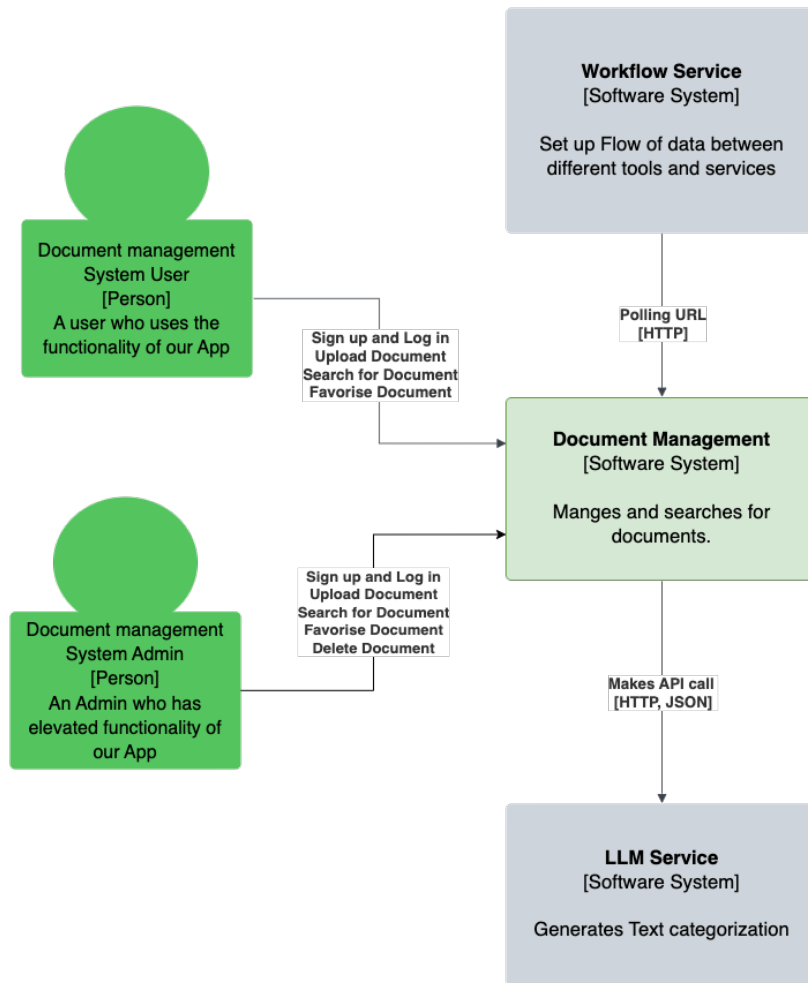 Workflow Service
[Software System]
Set up Flow of data between
different tools and services
Document management
System User
[Person]
A user who uses the
functionality of our App
Sign up and Log in
Upload Document
Search for Document
Favorise Document
Polling URL
[HTTP]
Document Management
[Software System]
Manges and searches for
documents.
Document management
System Admin
[Person]
An Admin who has
elevated functionality of
our App
Sign up and Log in
Upload Document
Search for Document
Favorise Document
Delete Document
Makes API call
[HTTP, JSON]
LLM Service
[Software System]
Generates Text categorization